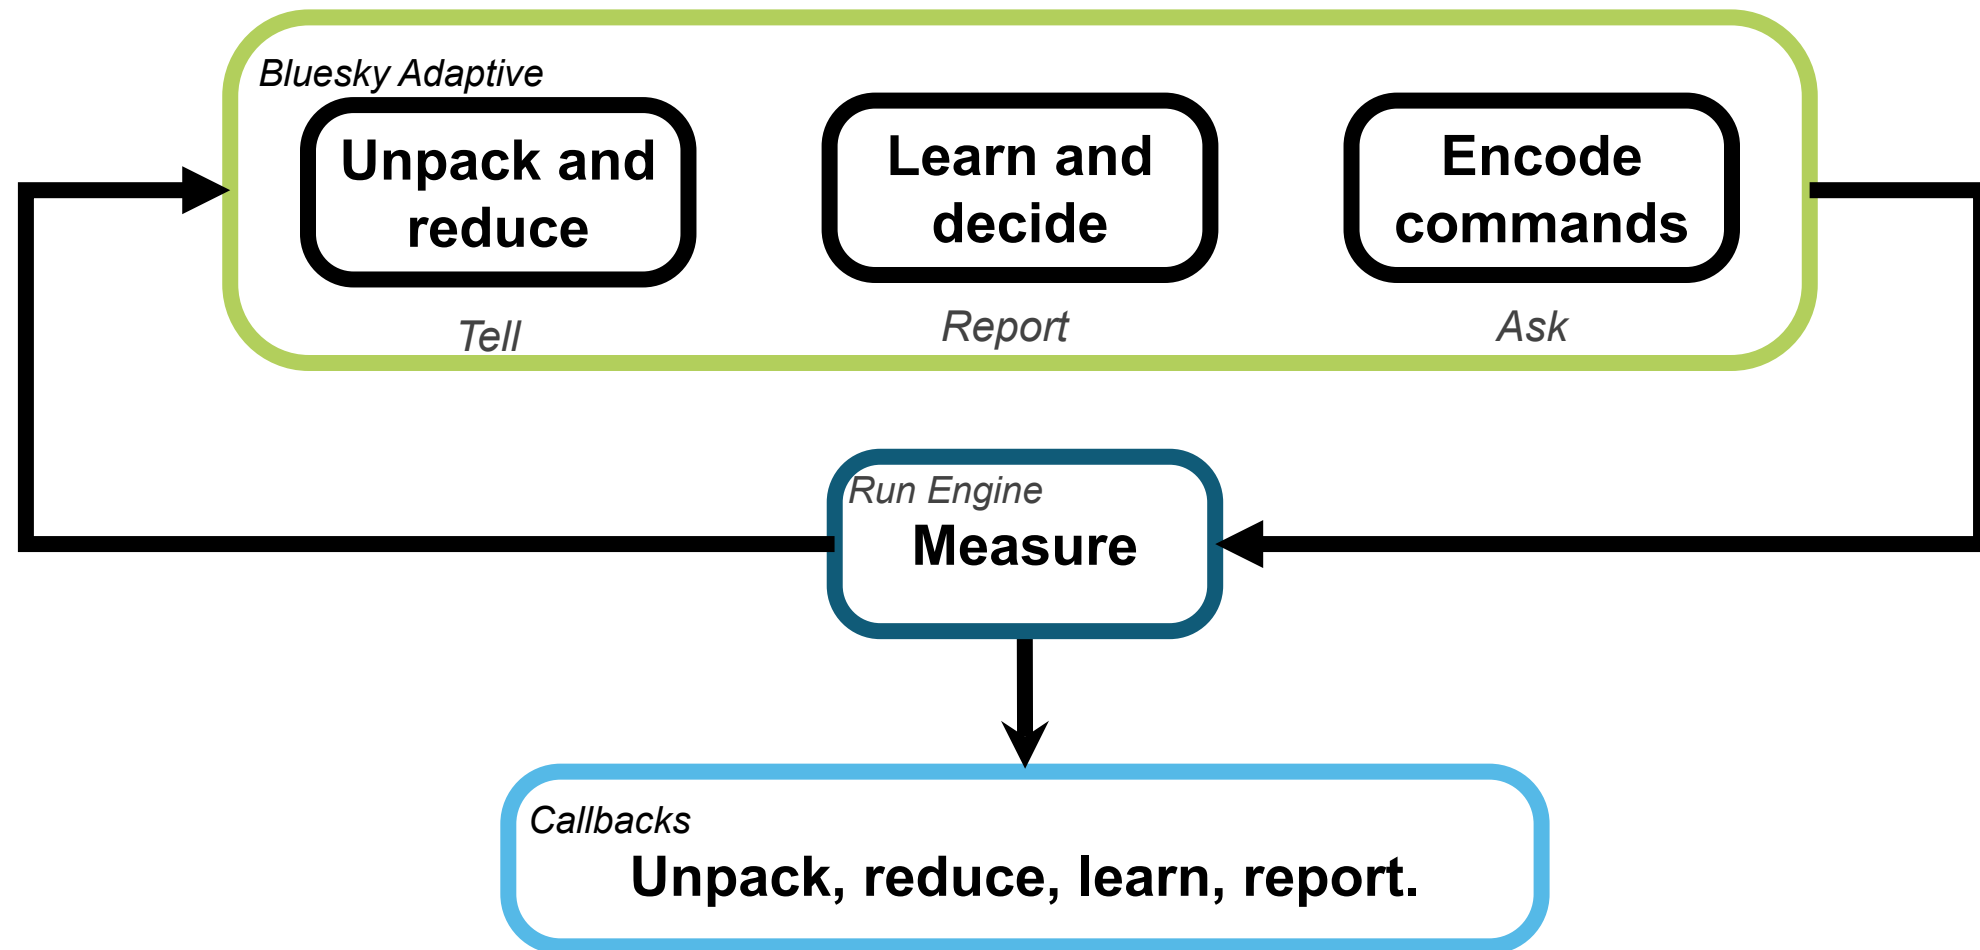 Bluesky Adaptive
Unpack and
reduce
Tell
Learn and
decide
Report
Encode
commands
Ask
Run Engine
Measure
Callbacks
Unpack, reduce, learn, report.